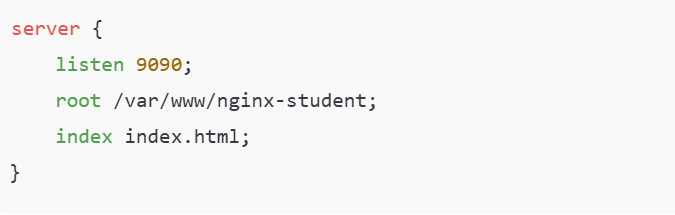 server {
    listen 9090;
    root /var/www/nginx-student;
    index index.html;
}